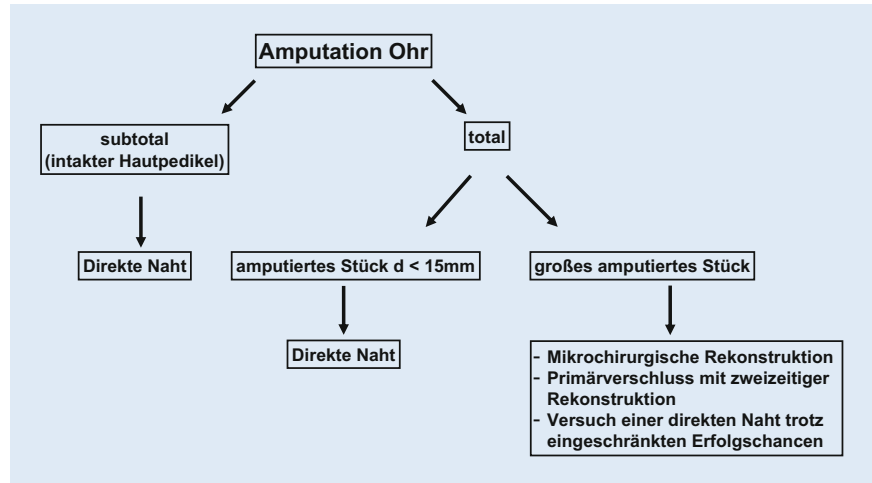 Amputation Ohr
subtotal
(intakter Hautpedikel)
total
Direkte Naht
amputiertes Stück d < 15mm
großes amputiertes Stück
Direkte Naht
- Mikrochirurgische Rekonstruktion
- Primärverschluss mit zweizeitiger
Rekonstruktion
- Versuch einer direkten Naht trotz
eingeschränkten Erfolgschancen